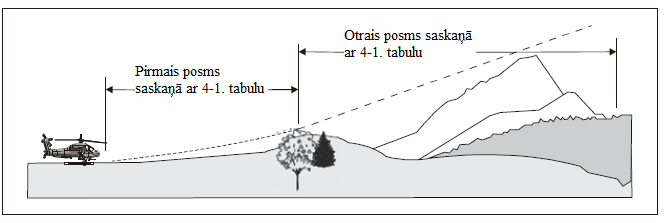 Otrais posms saskaņā
ar 4-1. tabulu
Pirmais posms
saskaņā ar 4-1. tabulu